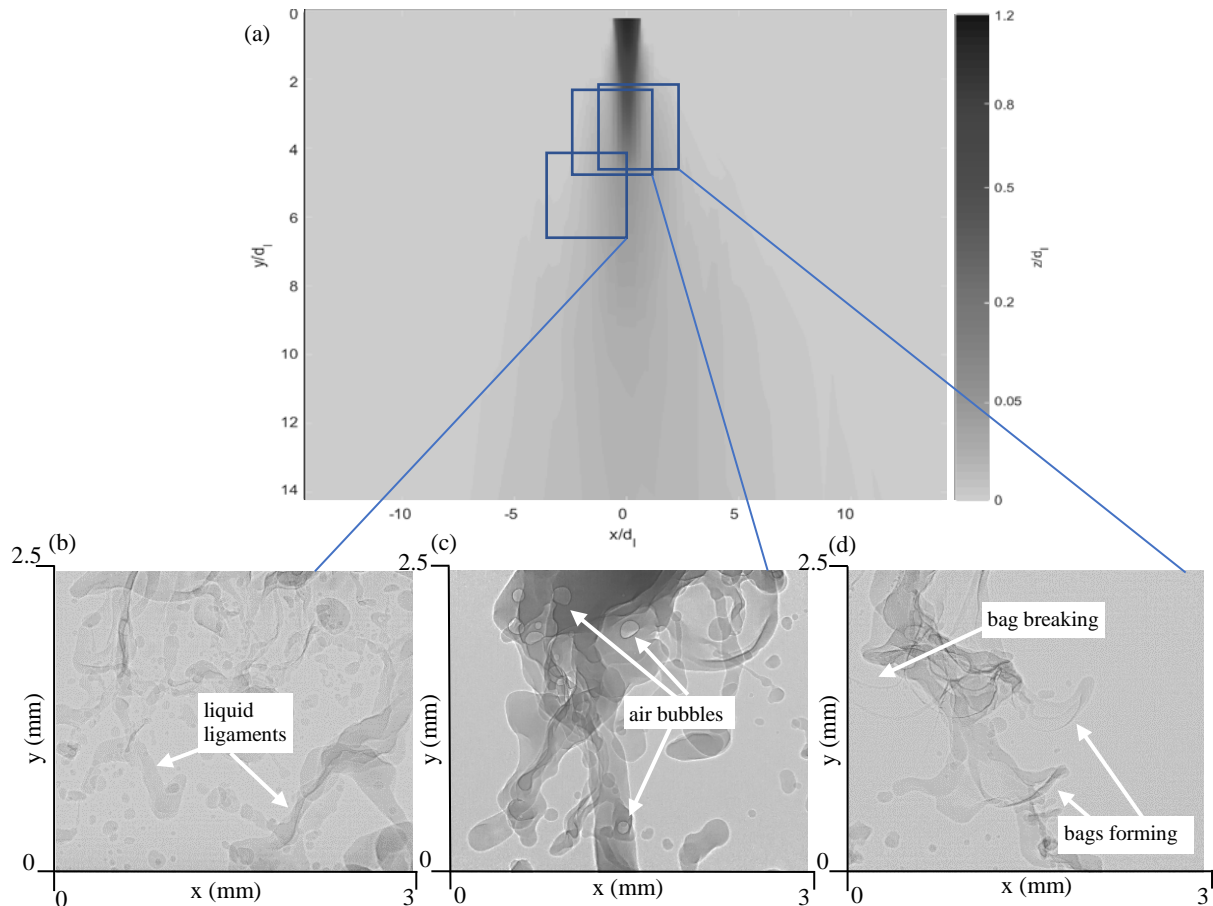 (a)
0
2
4
6
8
10
12
14
y/d_l
-10
-5
0
5
10
x/d_l
1.2
0.8
0.5
0.2
0.05
0
z/d_l
(b)
2.5
y (mm)
0
liquid
ligaments
0
x (mm)
3
(c)
2.5
y (mm)
0
air bubbles
0
x (mm)
3
(d)
2.5
y (mm)
0
bag breaking
bags forming
0
x (mm)
3